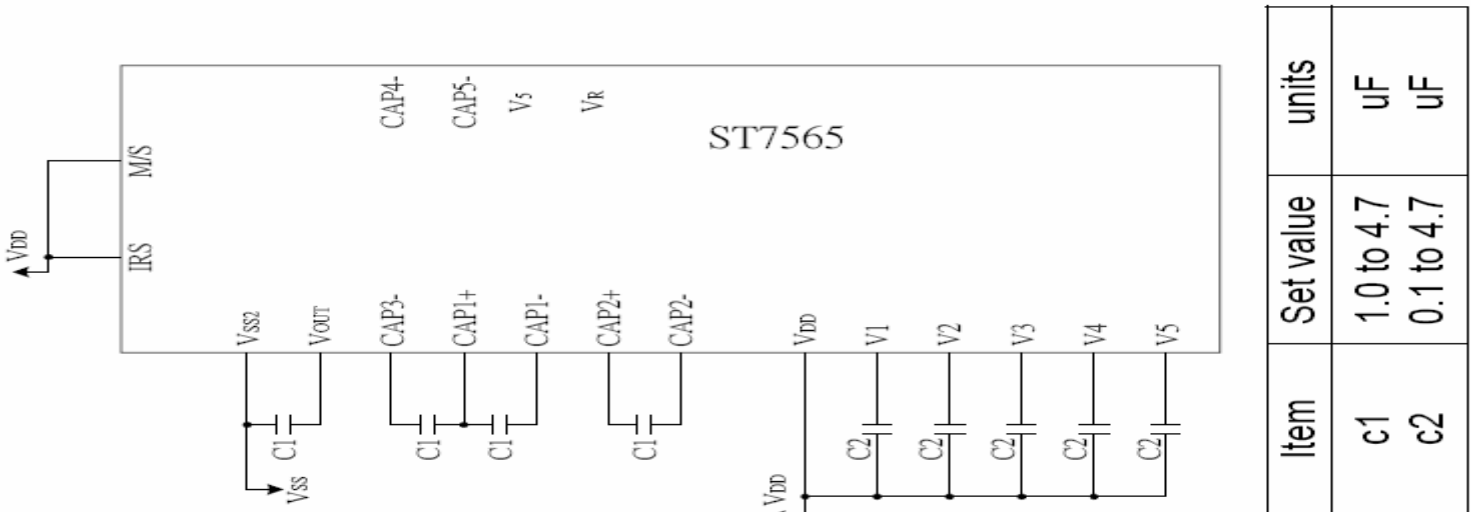 CAP4-
CAP5-
V5
VR
ST7565
M/S
IRS
VDD
VSS2
VOUT
CAP3-
CAP1+
CAP1-
CAP2+
CAP2-
VDD
V1
V2
V3
V4
V5
C1
C1
C1
C1
C2
C2
C2
C2
C2
VSS
VDD
Item Set value units
c1 1.0 to 4.7 uF
c2 0.1 to 4.7 uF